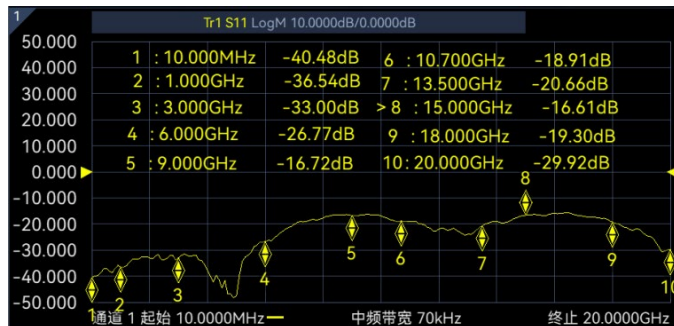 1
Tr1 S11 LogM 10.0000dB/0.0000dB
50.000
40.000
30.000
20.000
10.000
0.000
-10.000
-20.000
-30.000
-40.000
-50.000
1 : 10.000MHz -40.48dB 6 : 10.700GHz -18.91dB
2 : 1.000GHz -36.54dB 7 : 13.500GHz -20.66dB
3 : 3.000GHz -33.00dB > 8 : 15.000GHz -16.61dB
4 : 6.000GHz -26.77dB 9 : 18.000GHz -19.30dB
5 : 9.000GHz -16.72dB 10: 20.000GHz -29.92dB
1 2 3 4 5 6 7 8 9 10
通道 1 起始 10.0000MHz 中频带宽 70kHz 终止 20.0000GHz